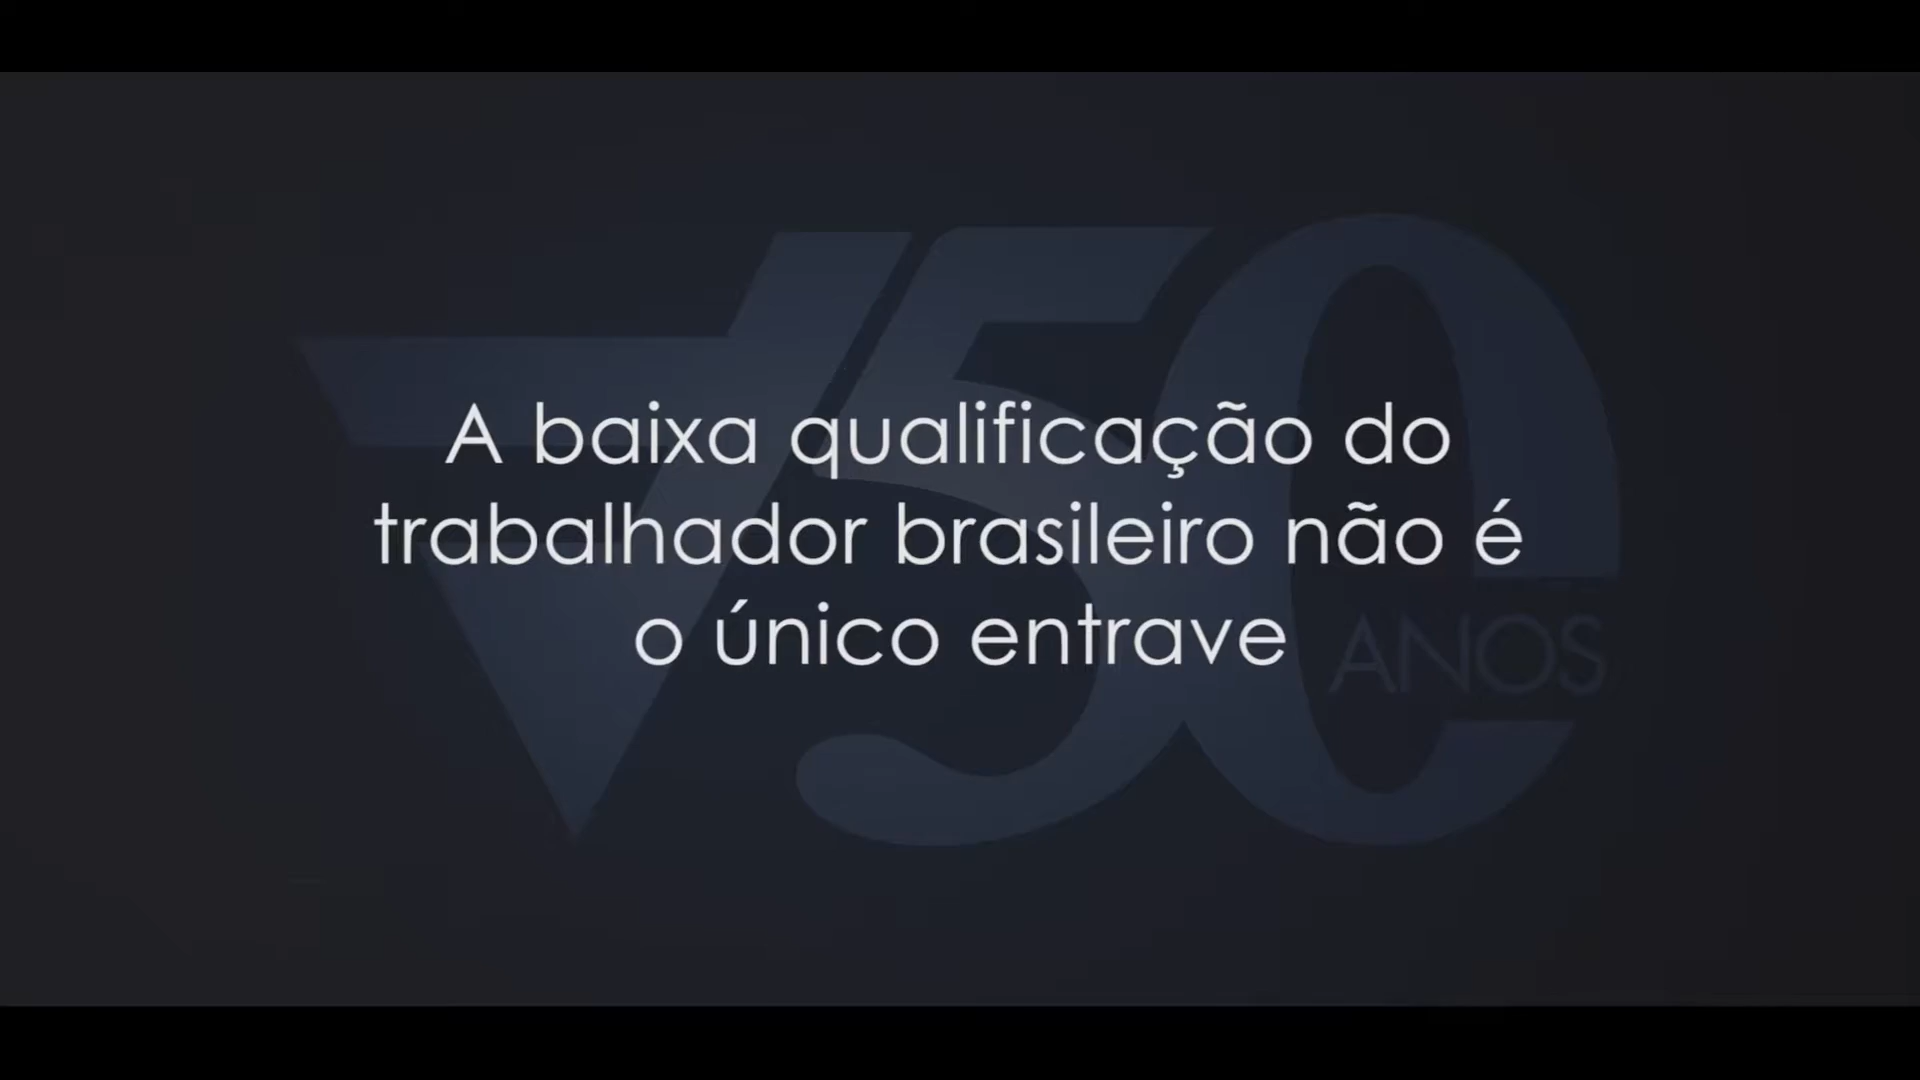 A baixa qualificação do
trabalhador brasileiro não é
o único entrave
50
ANOS